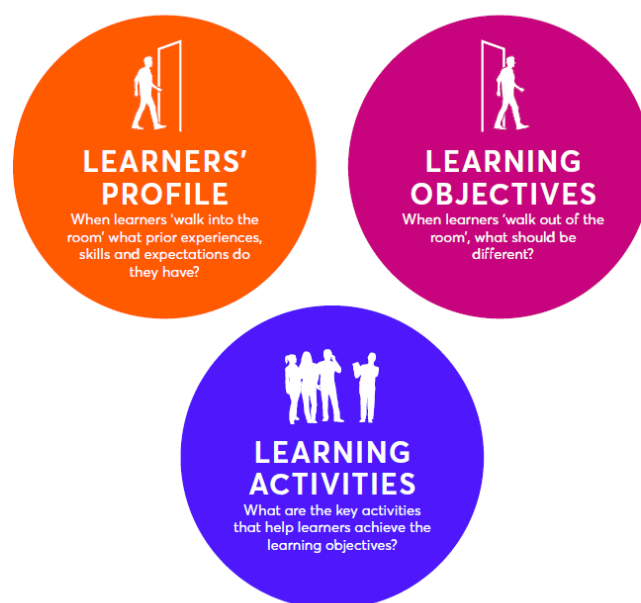 LEARNERS'
PROFILE
When learners 'walk into the
room' what prior experiences,
skills and expectations do
they have?
LEARNING
OBJECTIVES
When learners 'walk out of the
room', what should be
different?
LEARNING
ACTIVITIES
What are the key activities
that help learners achieve the
learning objectives?